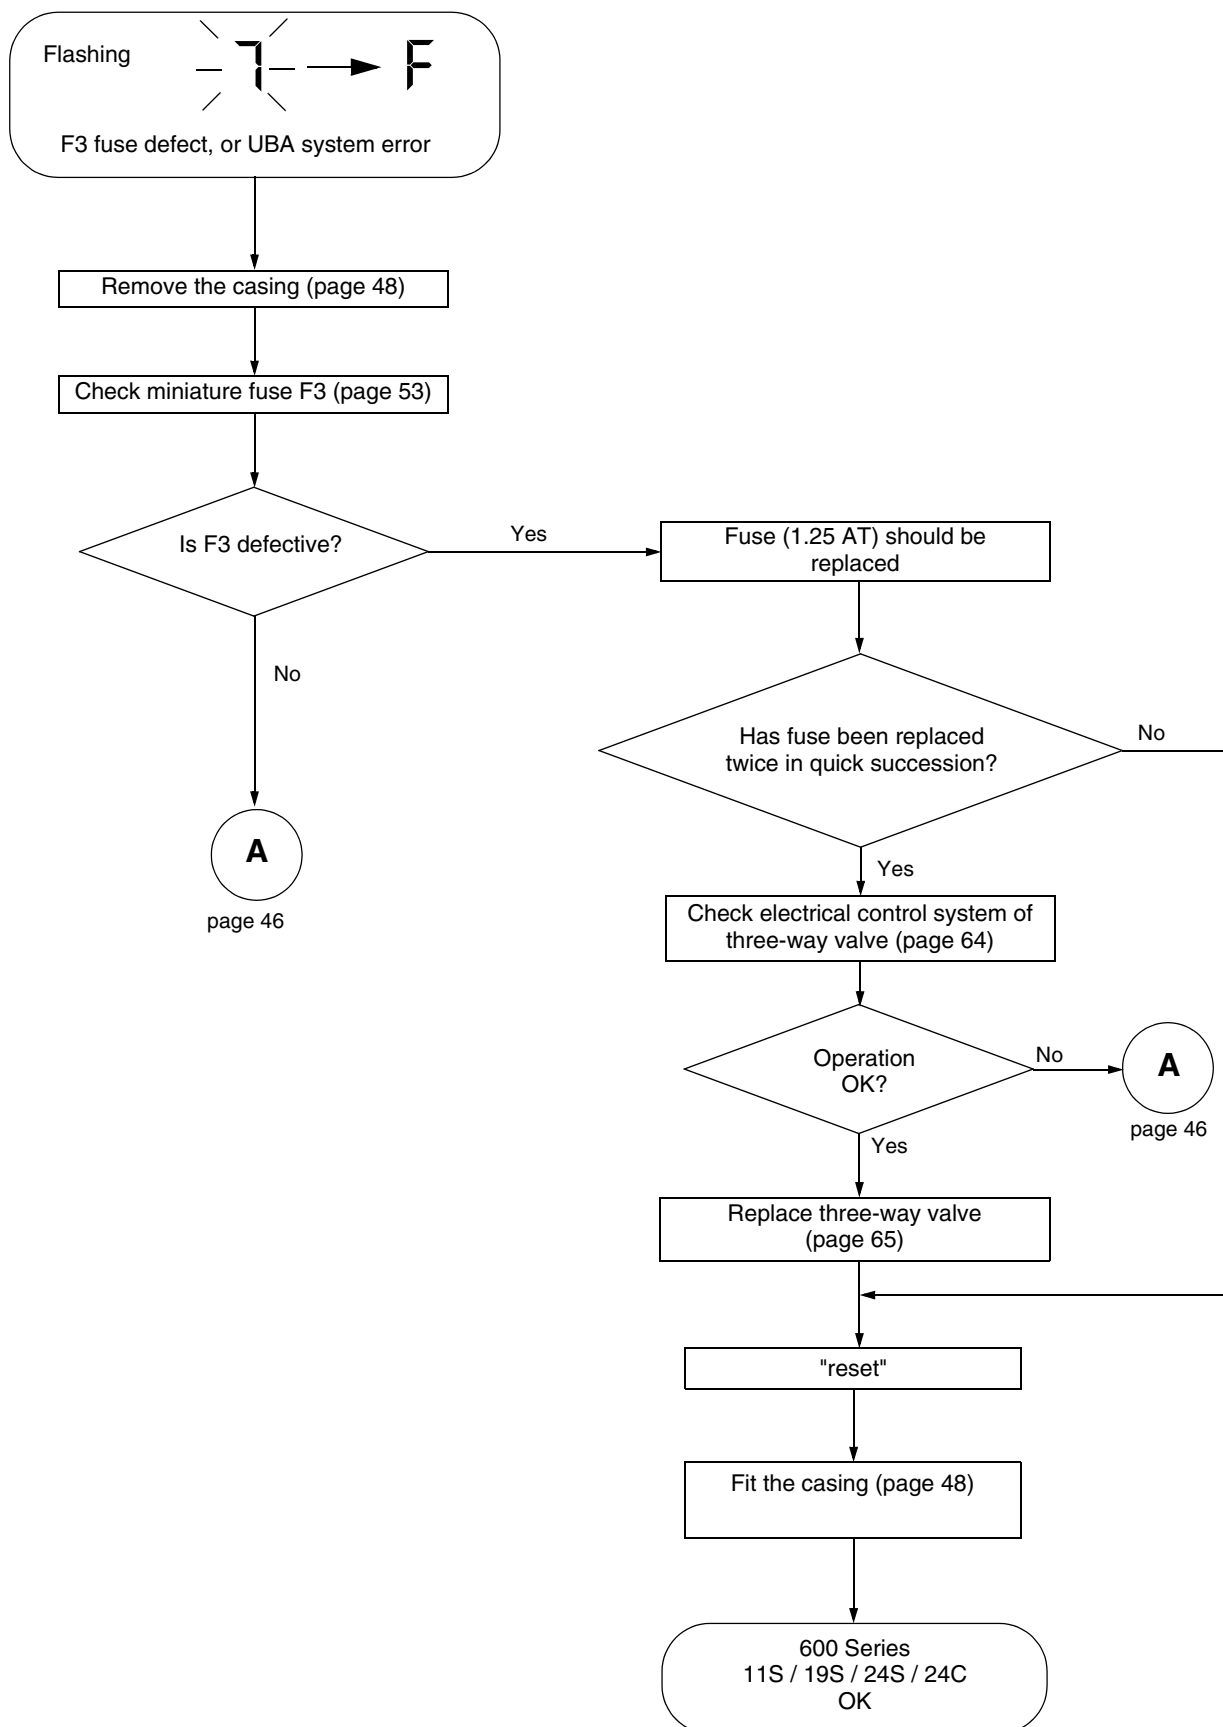 Flashing
7 F
F3 fuse defect, or UBA system error
Remove the casing (page 48)
Check miniature fuse F3 (page 53)
Is F3 defective?
Yes
Fuse (1.25 AT) should be
replaced
No
Has fuse been replaced
twice in quick succession?
No
A
page 46
Yes
Check electrical control system of
three-way valve (page 64)
Operation
OK?
No
A
page 46
Yes
Replace three-way valve
(page 65)
"reset"
Fit the casing (page 48)
600 Series
11S / 19S / 24S / 24C
OK